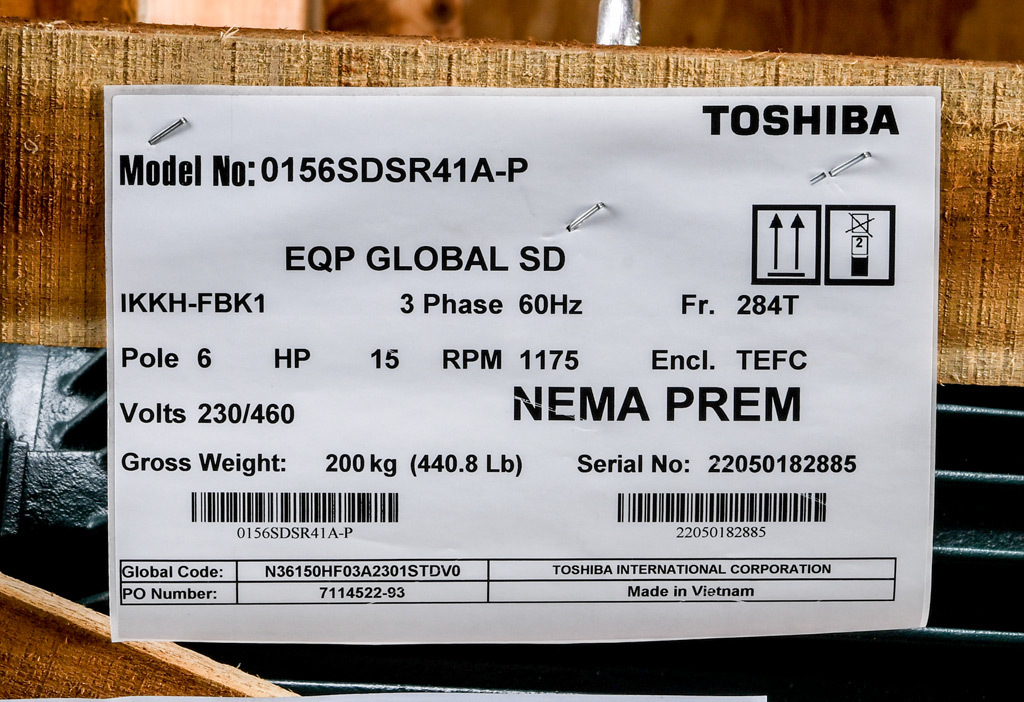 TOSHIBA
Model No: 0156SDSR41A-P
2
EQP GLOBAL SD
IKKH-FBK1 3 Phase 60Hz Fr. 284T
Pole 6 HP 15 RPM 1175 Encl. TEFC
Volts 230/460 NEMA PREM
Gross Weight: 200 kg (440.8 Lb) Serial No: 22050182885
0156SDSR41A-P 22050182885
Global Code: N36150HF03A2301STDV0 TOSHIBA INTERNATIONAL CORPORATION
PO Number: 7114522-93 Made in Vietnam